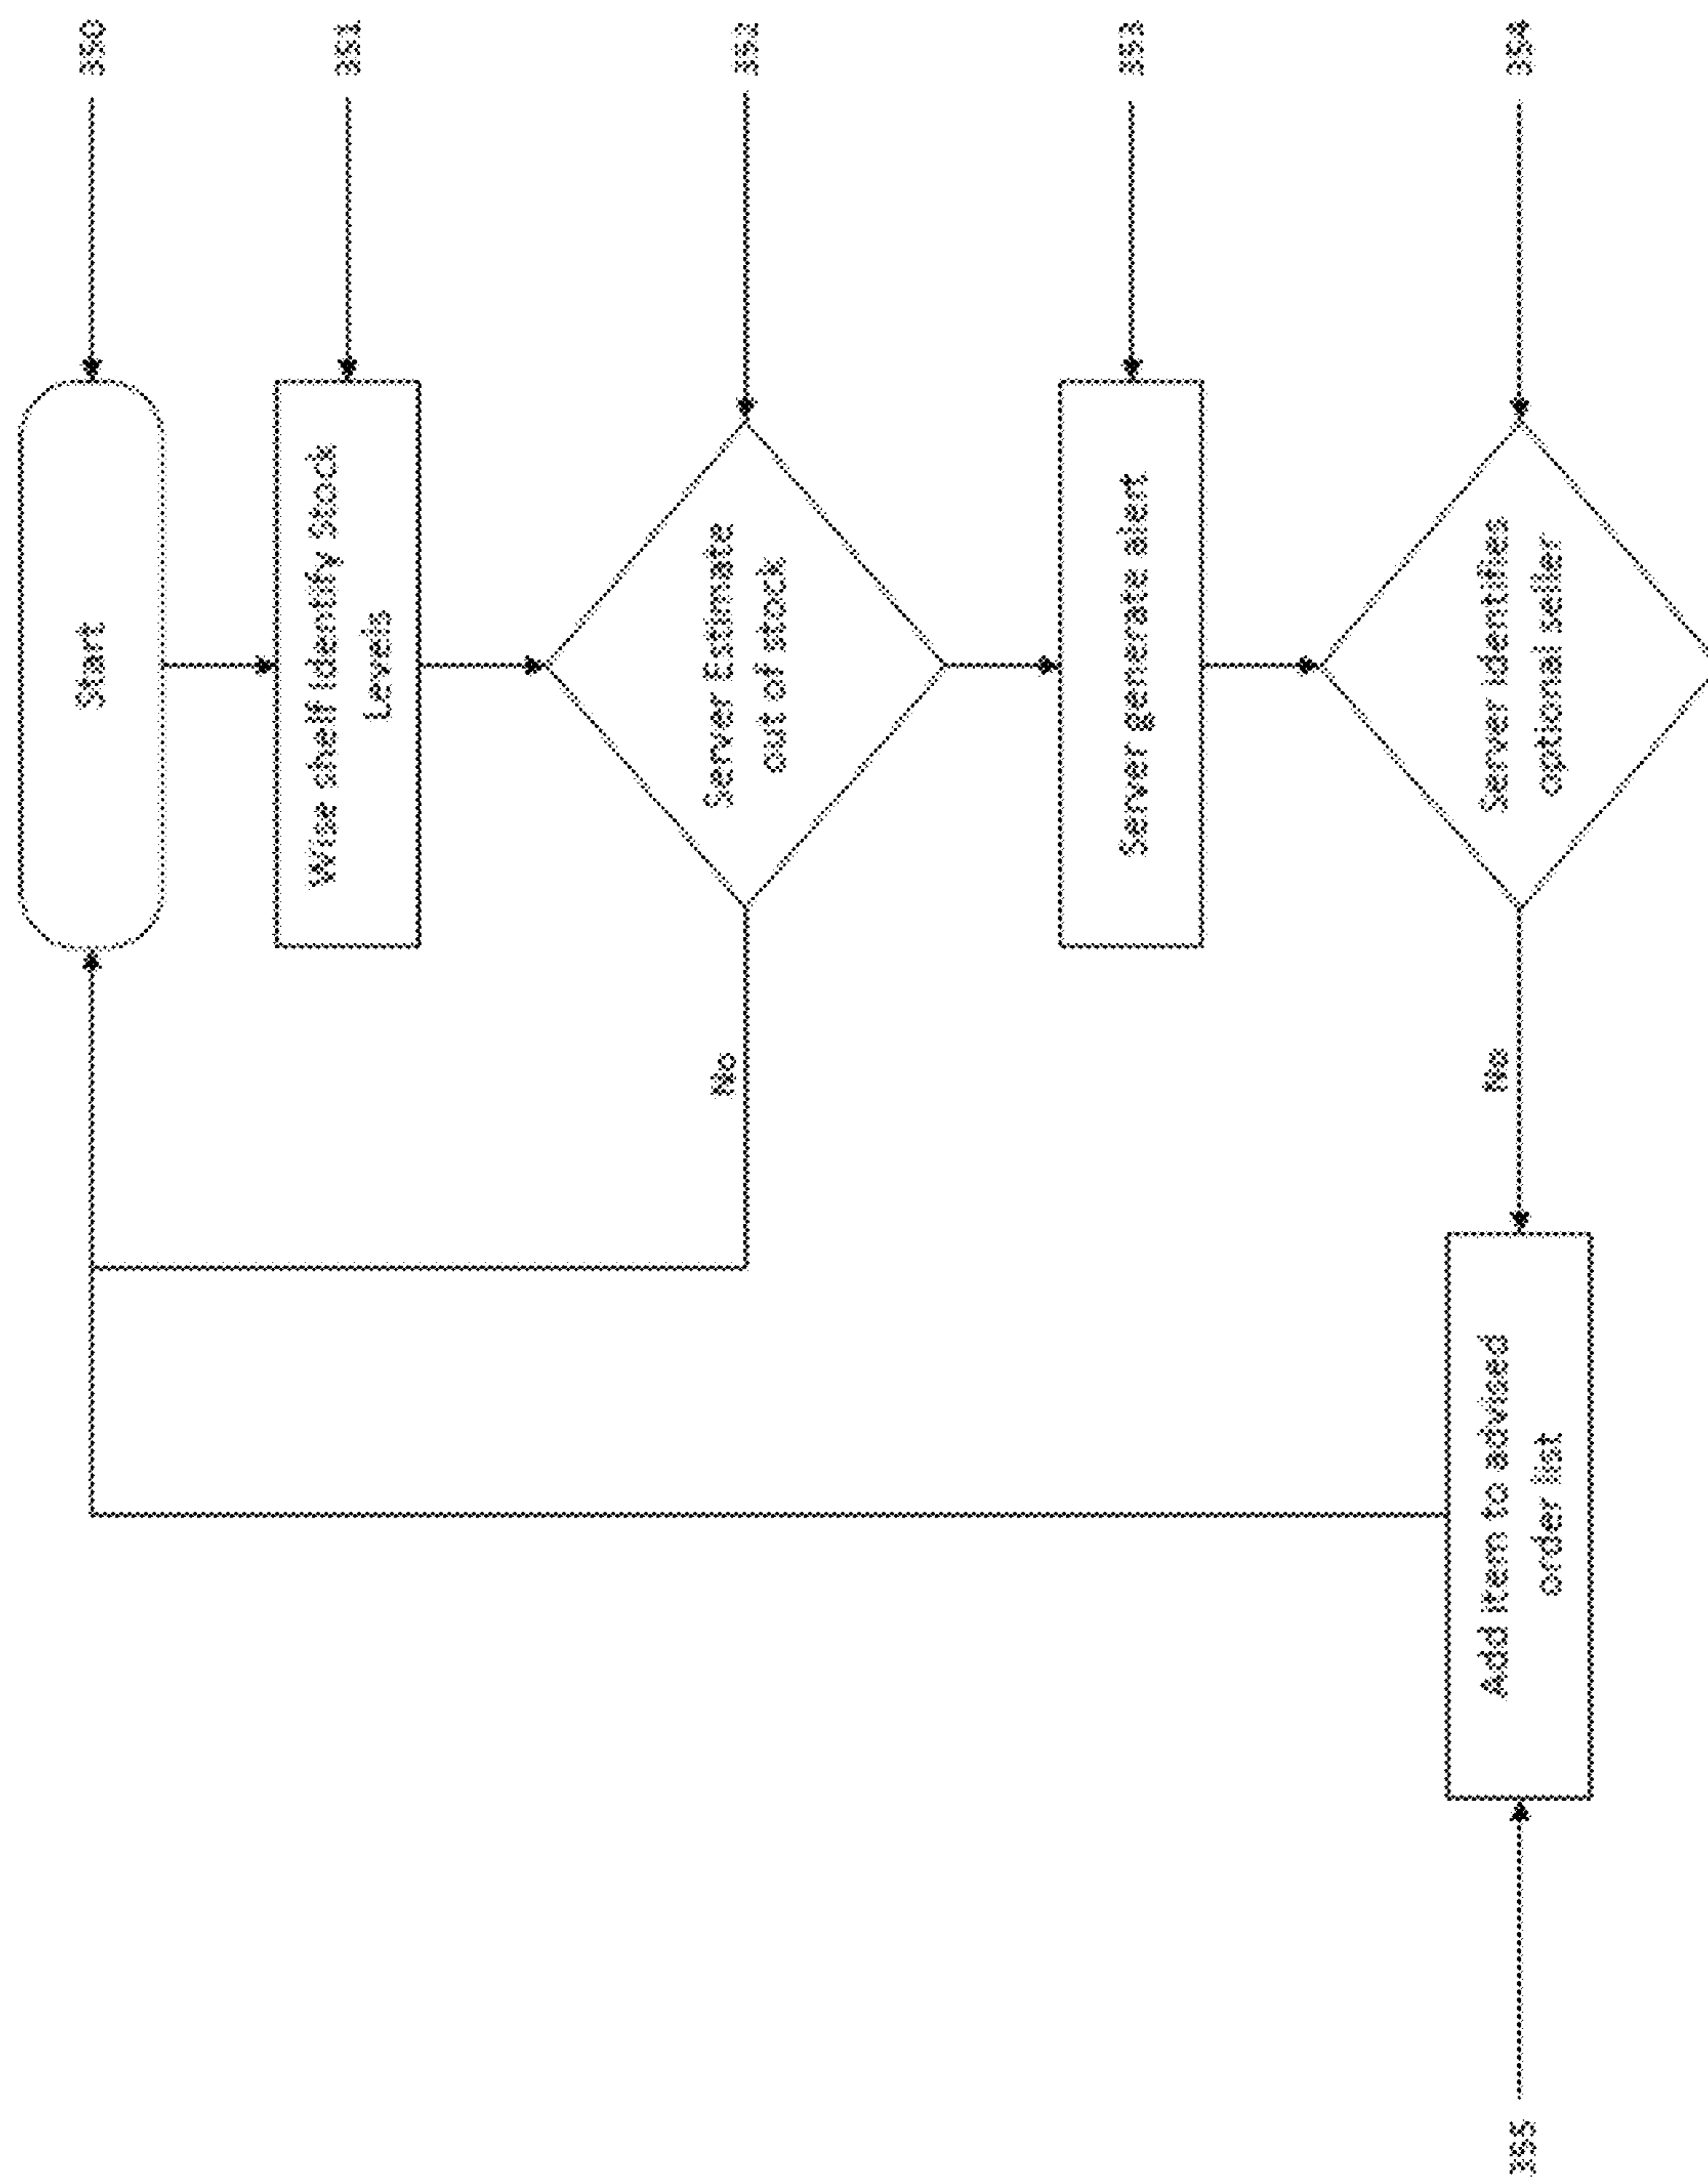 Start
350
Wise shelf Identify Stock
Levels
351
Server Estimate
out of stock
352
No
Server generate alert
353
Server identifies
optional seller
354
No
Add item to advised
order list
355